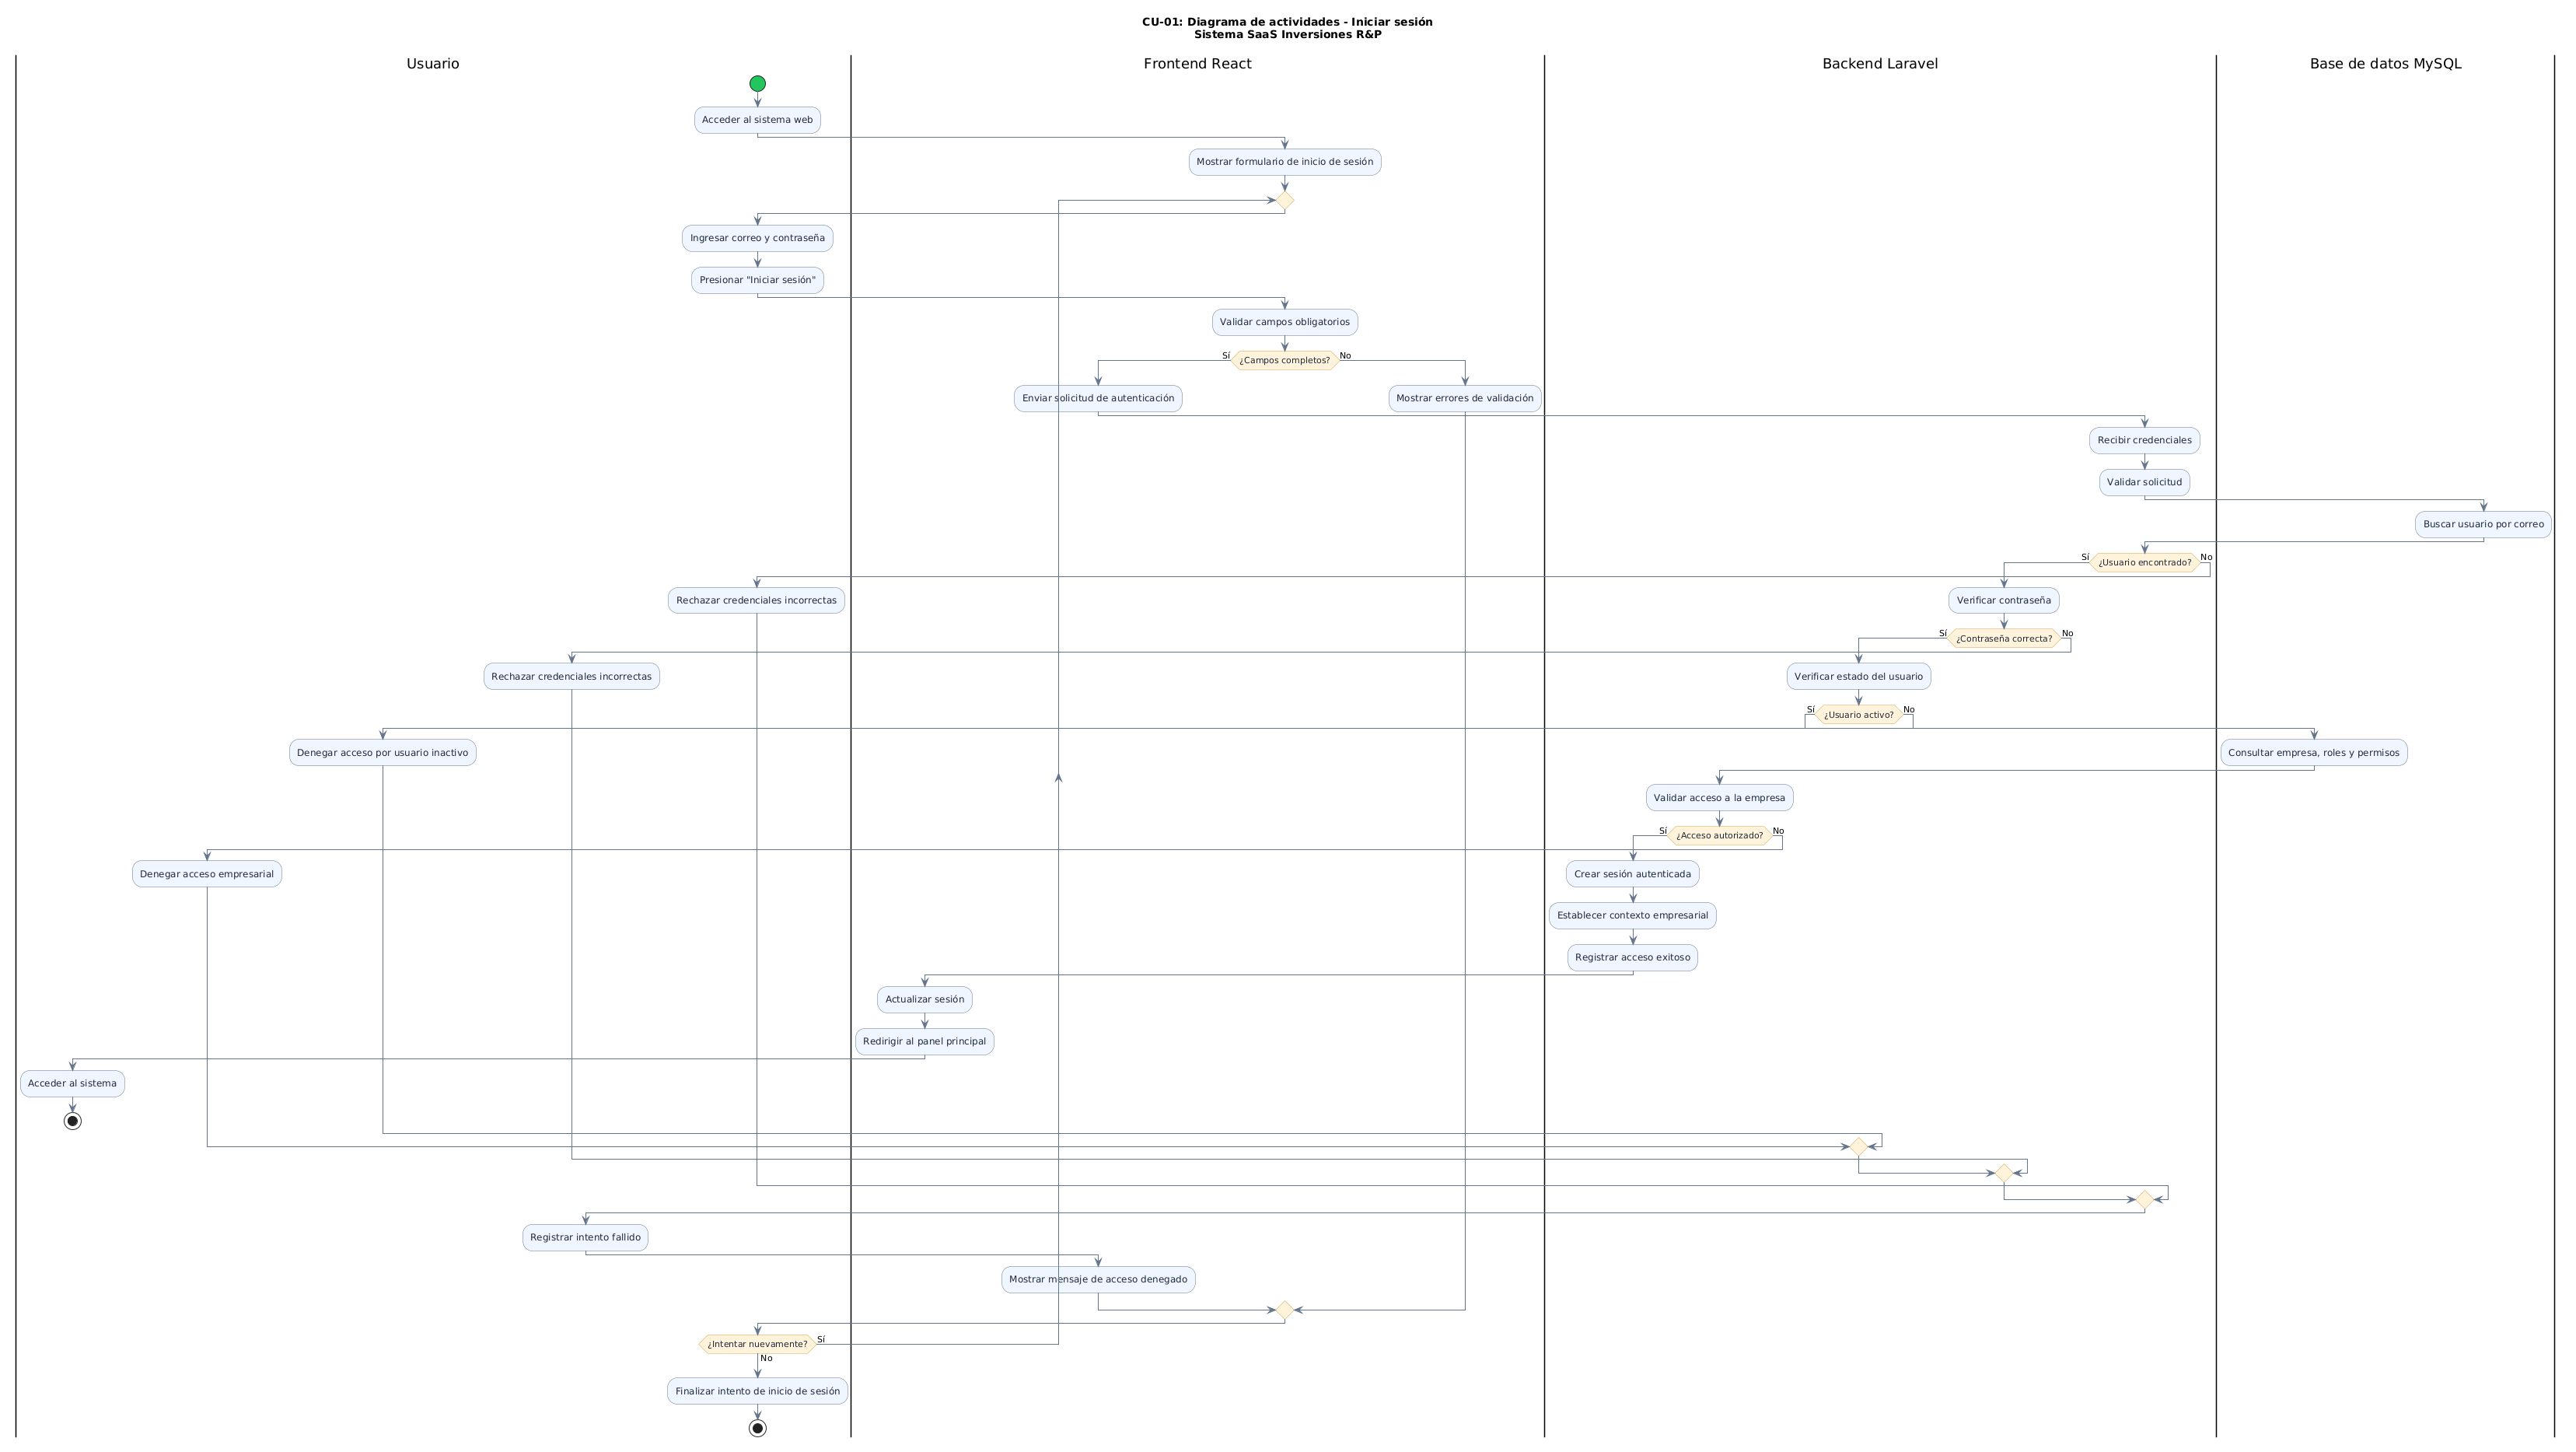 CU-01: Diagrama de actividades - Iniciar sesión
Sistema SaaS Inversiones R&P
Usuario
Frontend React
Backend Laravel
Base de datos MySQL
Acceder al sistema web
Mostrar formulario de inicio de sesión
Ingresar correo y contraseña
Presionar "Iniciar sesión"
Validar campos obligatorios
Sí
¿Campos completos?
No
Enviar solicitud de autenticación
Mostrar errores de validación
Recibir credenciales
Validar solicitud
Buscar usuario por correo
Sí
¿Usuario encontrado?
No
Rechazar credenciales incorrectas
Verificar contraseña
Sí
¿Contraseña correcta?
No
Rechazar credenciales incorrectas
Verificar estado del usuario
Sí
¿Usuario activo?
No
Denegar acceso por usuario inactivo
Consultar empresa, roles y permisos
Validar acceso a la empresa
Sí
¿Acceso autorizado?
No
Denegar acceso empresarial
Crear sesión autenticada
Establecer contexto empresarial
Registrar acceso exitoso
Actualizar sesión
Redirigir al panel principal
Acceder al sistema
Registrar intento fallido
Mostrar mensaje de acceso denegado
¿Intentar nuevamente?
Sí
No
Finalizar intento de inicio de sesión